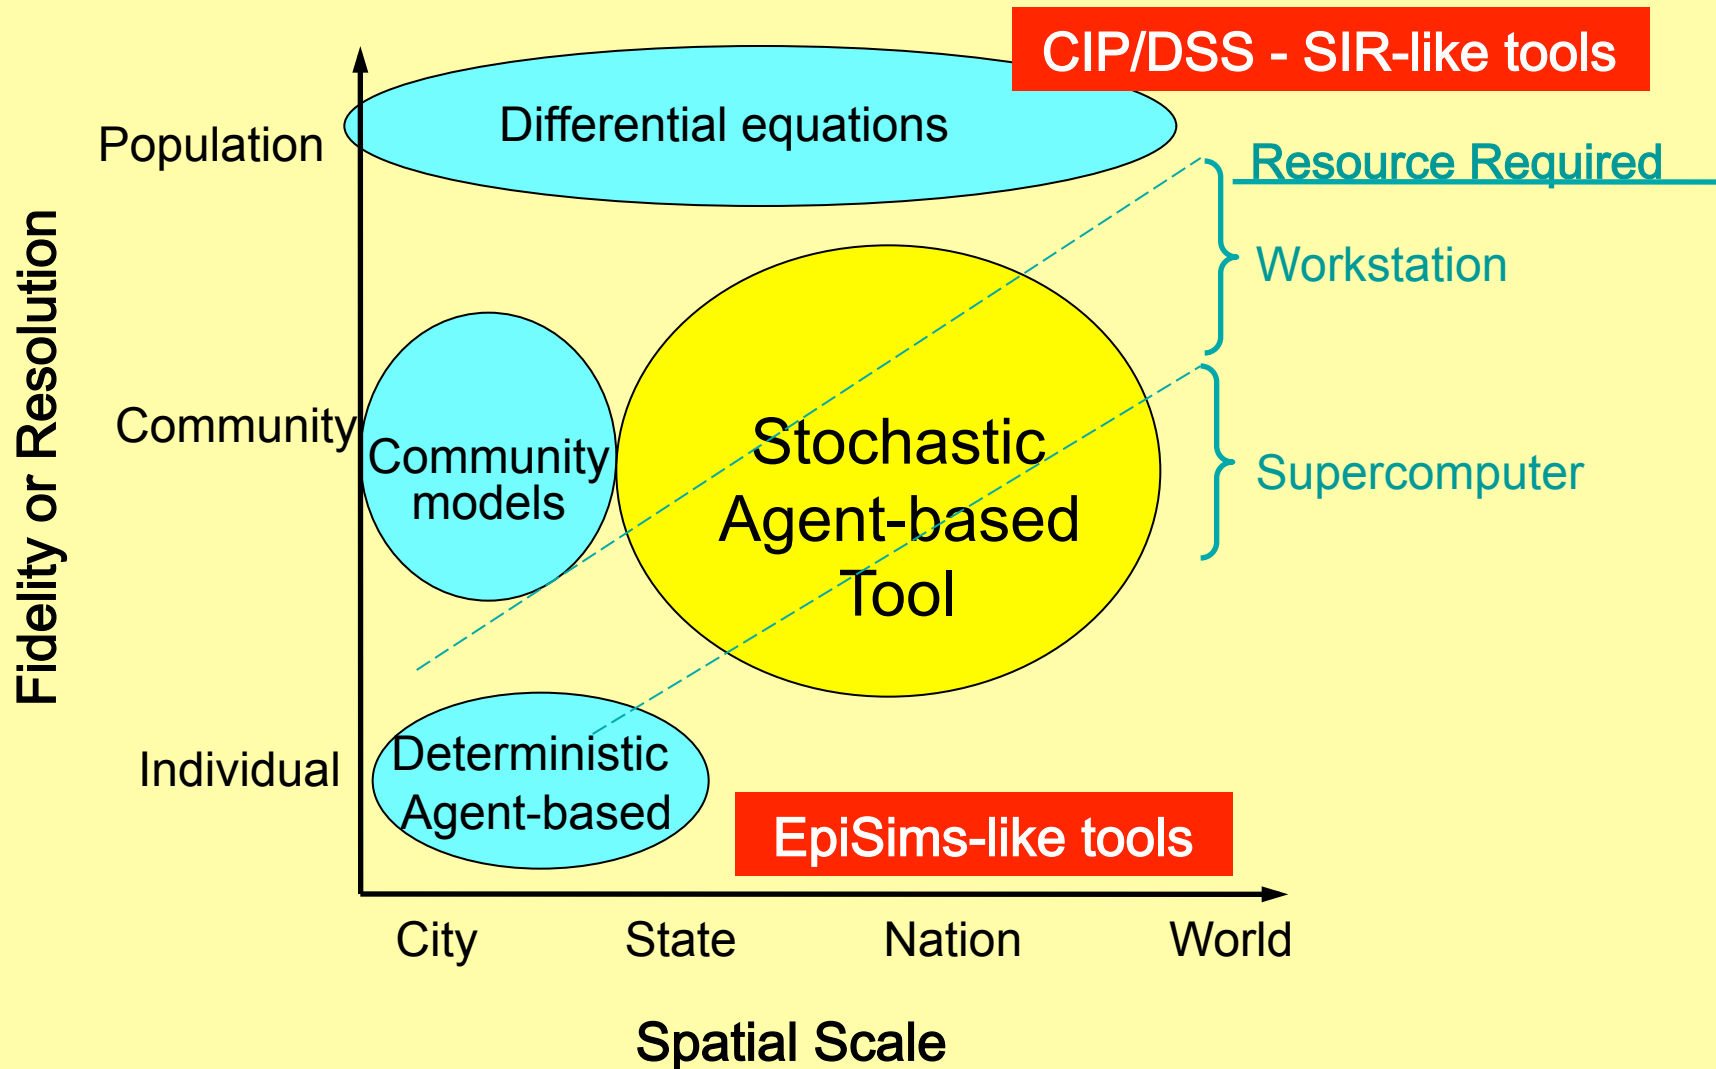 CIP/DSS - SIR-like tools
Differential equations
Population
Resource Required
Workstation
Fidelity or Resolution
Community
Community
models
Stochastic
Agent-based
Tool
Supercomputer
Individual
Deterministic
Agent-based
EpiSims-like tools
City
State
Nation
World
Spatial Scale